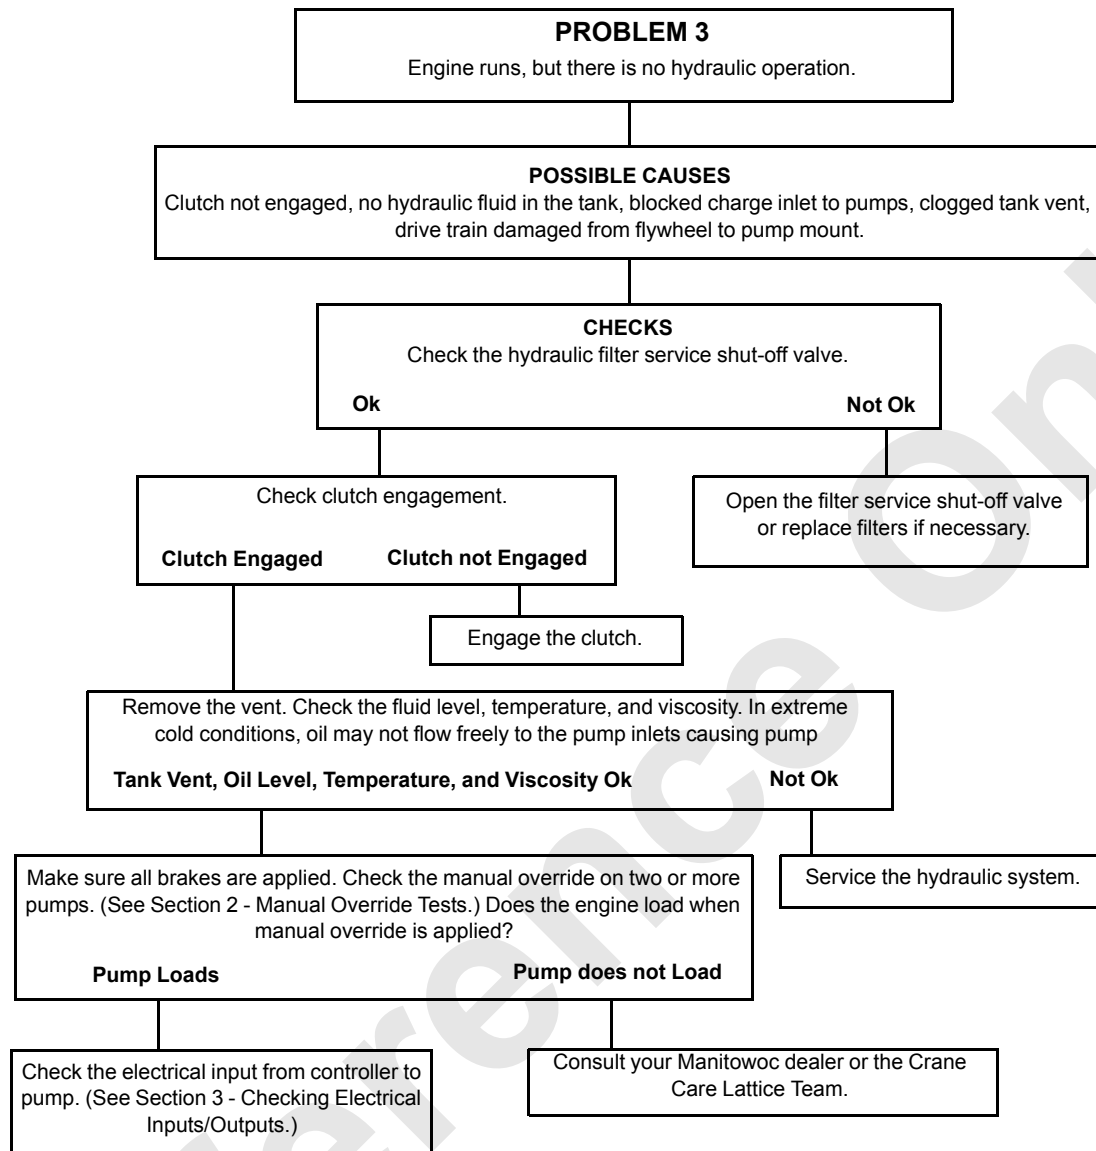 PROBLEM 3
Engine runs, but there is no hydraulic operation.
POSSIBLE CAUSES
Clutch not engaged, no hydraulic fluid in the tank, blocked charge inlet to pumps, clogged tank vent,
drive train damaged from flywheel to pump mount.
CHECKS
Check the hydraulic filter service shut-off valve.
Ok
Not Ok
Check clutch engagement.
Clutch Engaged
Clutch not Engaged
Open the filter service shut-off valve
or replace filters if necessary.
Engage the clutch.
Remove the vent. Check the fluid level, temperature, and viscosity. In extreme
cold conditions, oil may not flow freely to the pump inlets causing pump
Tank Vent, Oil Level, Temperature, and Viscosity Ok
Not Ok
Make sure all brakes are applied. Check the manual override on two or more
pumps. (See Section 2 - Manual Override Tests.) Does the engine load when
manual override is applied?
Pump Loads
Pump does not Load
Service the hydraulic system.
Check the electrical input from controller to
pump. (See Section 3 - Checking Electrical
Inputs/Outputs.)
Consult your Manitowoc dealer or the Crane
Care Lattice Team.